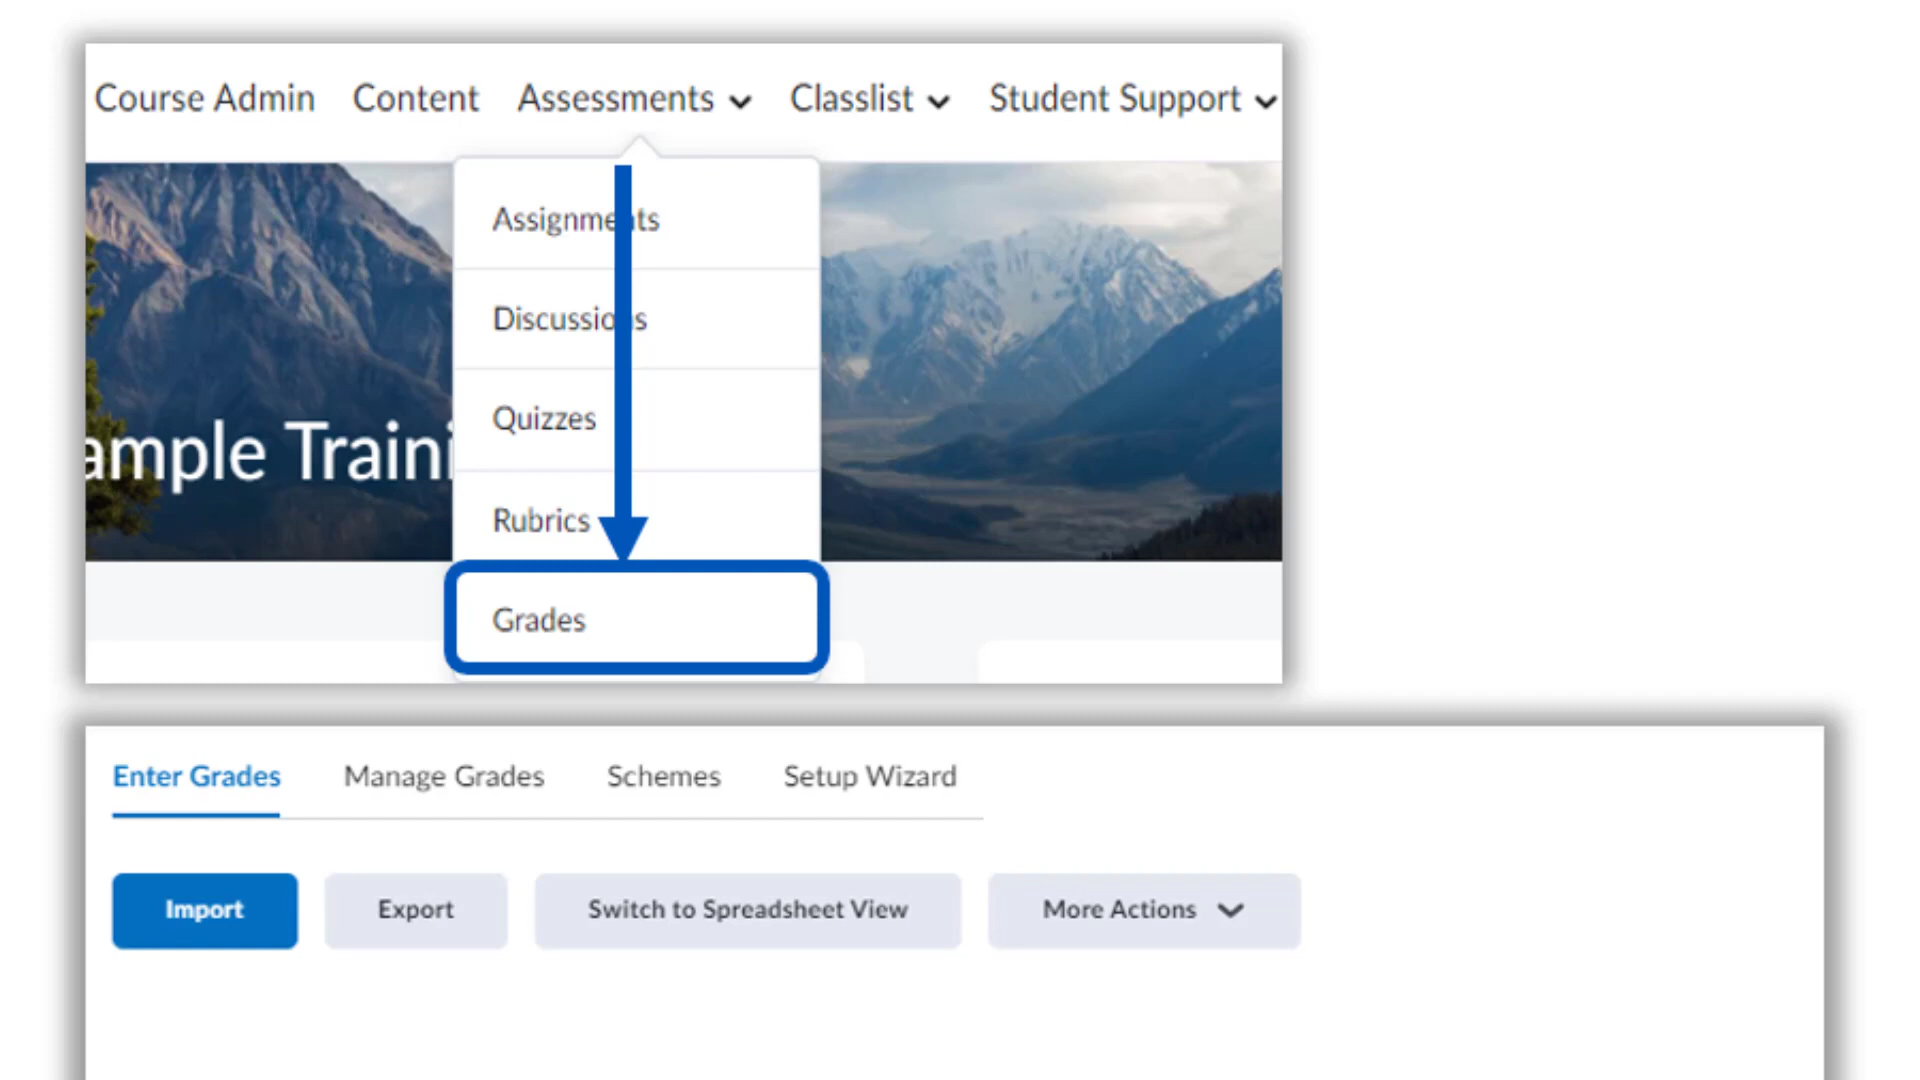 Course Admin Content Assessments Classlist Student Support
Assignments
Discussions
Quizzes
ample Traini
Rubrics
Grades
Enter Grades Manage Grades Schemes Setup Wizard
Import Export Switch to Spreadsheet View More Actions